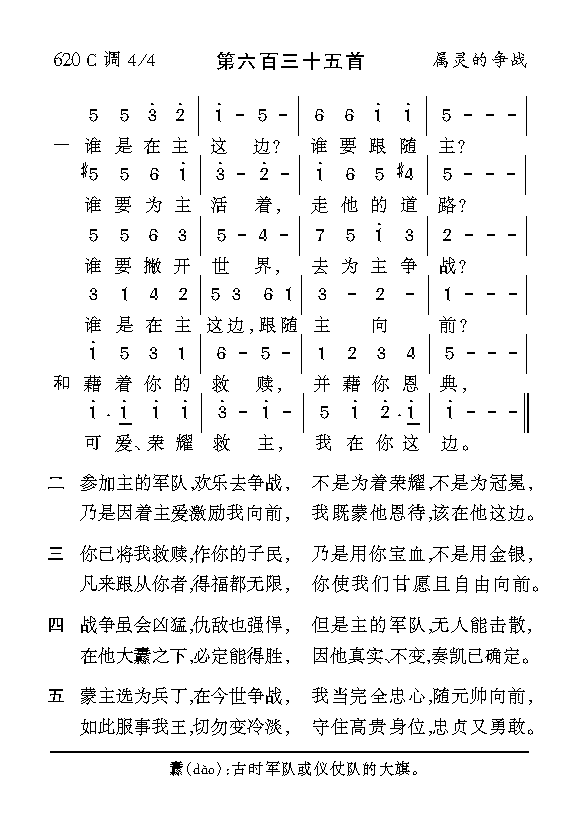 620 C 调 4/4 第六百三十五首 属灵的争战
5 5 3̇ 2̇ | 1̇ - 5 - | 6 6 1̇ 1̇ | 5 - - - |
一 谁是在主这边？谁要跟随主？
#5 5 6 1̇ | 3̇ - 2̇ - | 1̇ 6 5 #4 | 5 - - - |
谁要为主活着，走他的道路？
5 5 6 3 | 5 - 4 - | 7 5 1̇ 3 | 2 - - - |
谁要撇开世界，去为主争战？
3 1 4 2 | 5 3 6 1 | 3 - 2 - | 1 - - - |
谁是在主这边，跟随主向前？
1̇ 5 3 1 | 6 - 5 - | 1 2 3 4 | 5 - - - |
和 藉着你的救赎，并藉你恩典，
1̇ . 1̇ 1̇ 1̇ | 3̇ - 1̇ - | 5 1̇ 2̇ . 1̇ | 1̇ - - - ‖
可爱、荣耀救主，我在你这边。
二 参加主的军队，欢乐去争战， 不是为着荣耀，不是为冠冕，
乃是因着主爱激励我向前， 我既蒙他恩待，该在他这边。
三 你已将我救赎，作你的子民， 乃是用你宝血，不是用金银，
凡来跟从你者，得福都无限， 你使我们甘愿且自由向前。
四 战争虽会凶猛，仇敌也强悍， 但是主的军队，无人能击散，
在他大纛之下，必定能得胜， 因他真实、不变，奏凯已确定。
五 蒙主选为兵丁，在今世争战， 我当完全忠心，随元帅向前，
如此服事我王，切勿变冷淡， 守住高贵身位，忠贞又勇敢。
纛（dào）：古时军队或仪仗队的大旗。